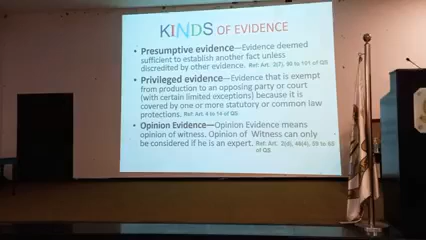 KINDS OF EVIDENCE
• Presumptive evidence—Evidence deemed
sufficient to establish another fact unless
discredited by other evidence. Ref: Art. 2(7), 90 to 101 of QS
• Privileged evidence—Evidence that is exempt
from production to an opposing party or court
(with certain limited exceptions) because it is
covered by one or more statutory or common law
protections. Ref: Art. 4 to 14 of QS
• Opinion Evidence—Opinion Evidence means
opinion of witness. Opinion of Witness can only
be considered if he is an expert. Ref: Art. 2(d), 46(4), 59 to 65
of QS